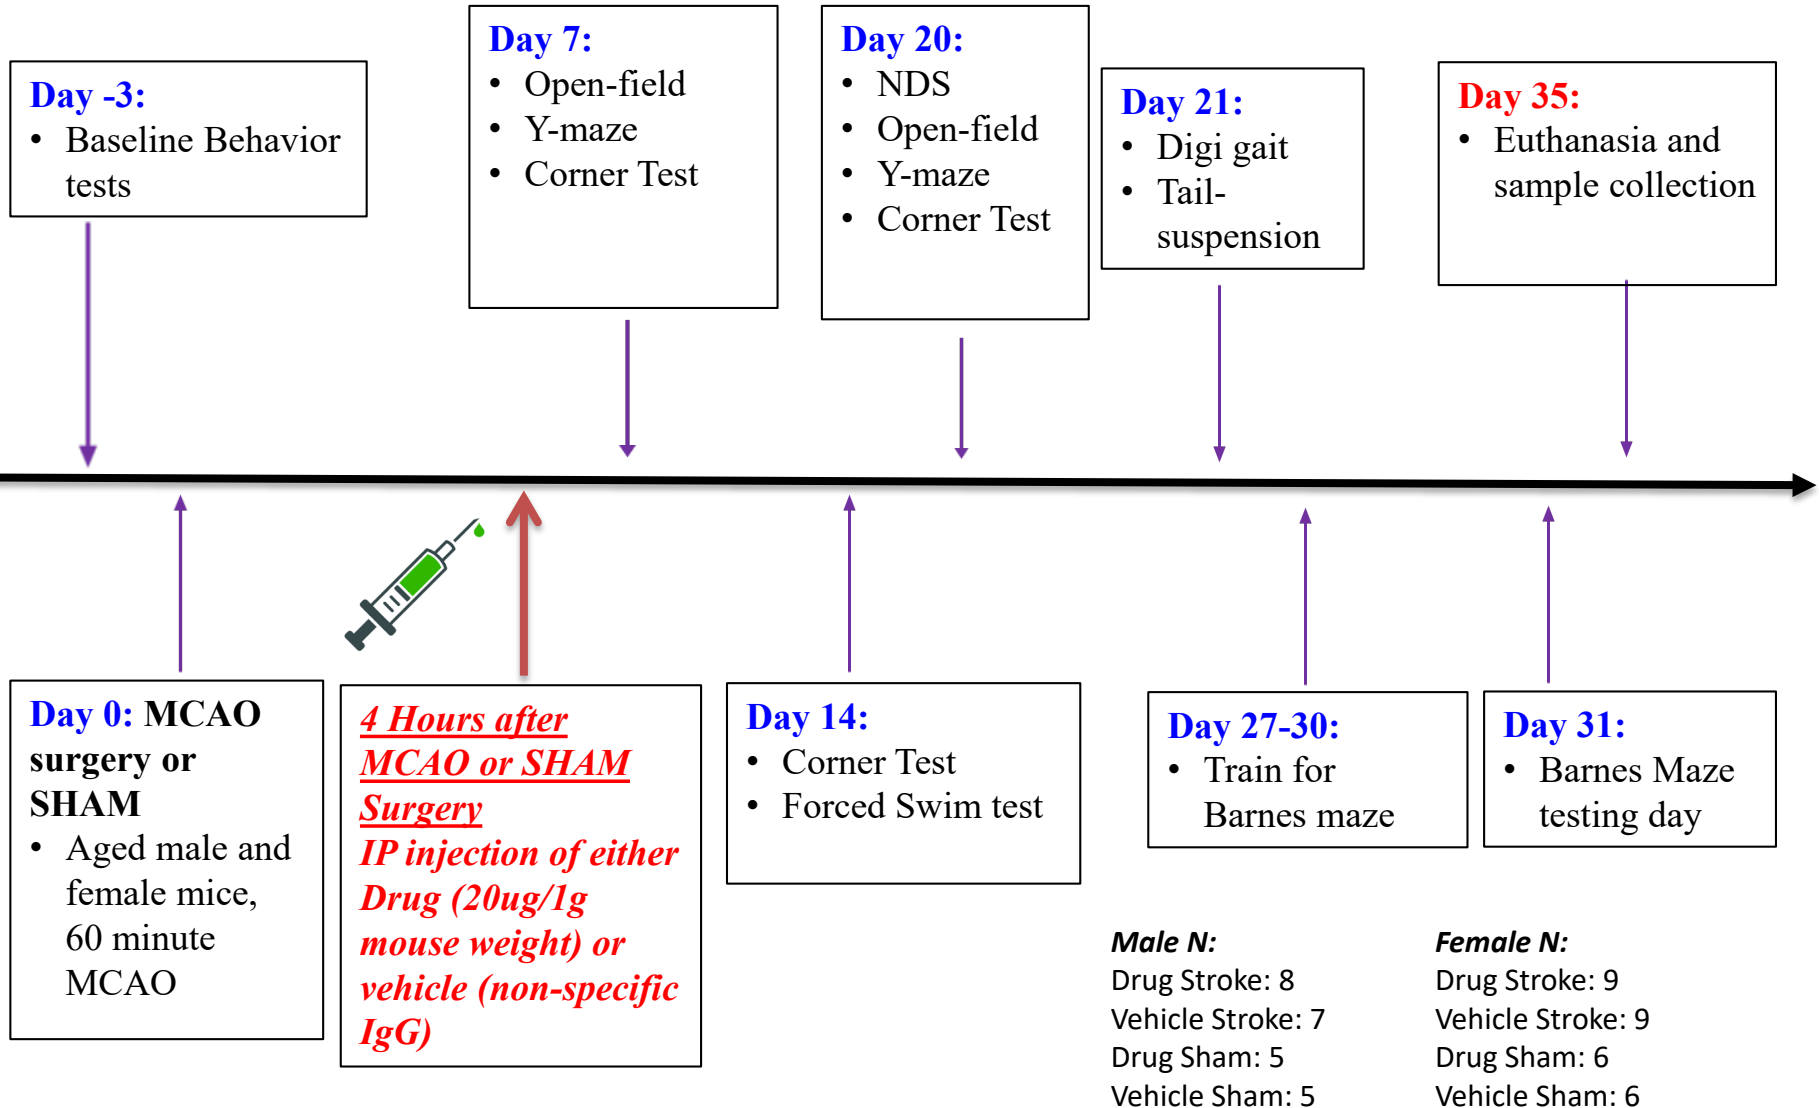 Day -3:
• Baseline Behavior
tests
Day 7:
• Open-field
• Y-maze
• Corner Test
Day 20:
• NDS
• Open-field
• Y-maze
• Corner Test
Day 21:
• Digi gait
• Tail-
suspension
Day 35:
• Euthanasia and
sample collection
Day 0: MCAO
surgery or
SHAM
• Aged male and
female mice,
60 minute
MCAO
4 Hours after
MCAO or SHAM
Surgery
IP injection of either
Drug (20ug/1g
mouse weight) or
vehicle (non-specific
IgG)
Day 14:
• Corner Test
• Forced Swim test
Day 27-30:
• Train for
Barnes maze
Day 31:
• Barnes Maze
testing day
Male N:
Drug Stroke: 8
Vehicle Stroke: 7
Drug Sham: 5
Vehicle Sham: 5
Female N:
Drug Stroke: 9
Vehicle Stroke: 9
Drug Sham: 6
Vehicle Sham: 6